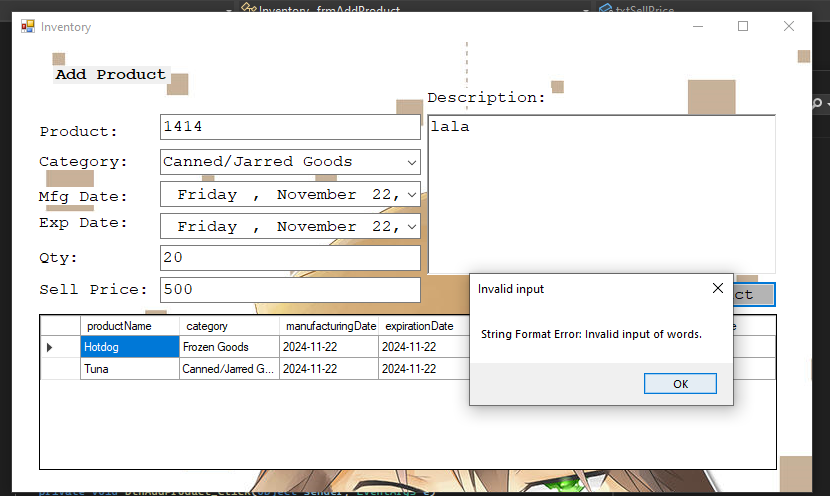 Inventory frmAddProduct
txtSellPrice
Inventory
Add Product
Description:
Product: 1414
lala
Category: Canned/Jarred Goods
Mfg Date: Friday , November 22,
Exp Date: Friday , November 22,
Qty: 20
Sell Price: 500
ct
Invalid input
String Format Error: Invalid input of words.
OK
productName category manufacturingDate expirationDate e
Hotdog Frozen Goods 2024-11-22 2024-11-22
Tuna Canned/Jarred G... 2024-11-22 2024-11-22
private void btnAddProduct_Click(object sender, EventArgs e)